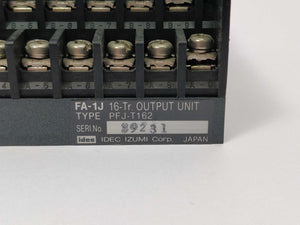 FA-1J 16-Tr. OUTPUT UNIT
TYPE PFJ-T162
SERI No. 89231
idec IDEC IZUMI Corp. JAPAN